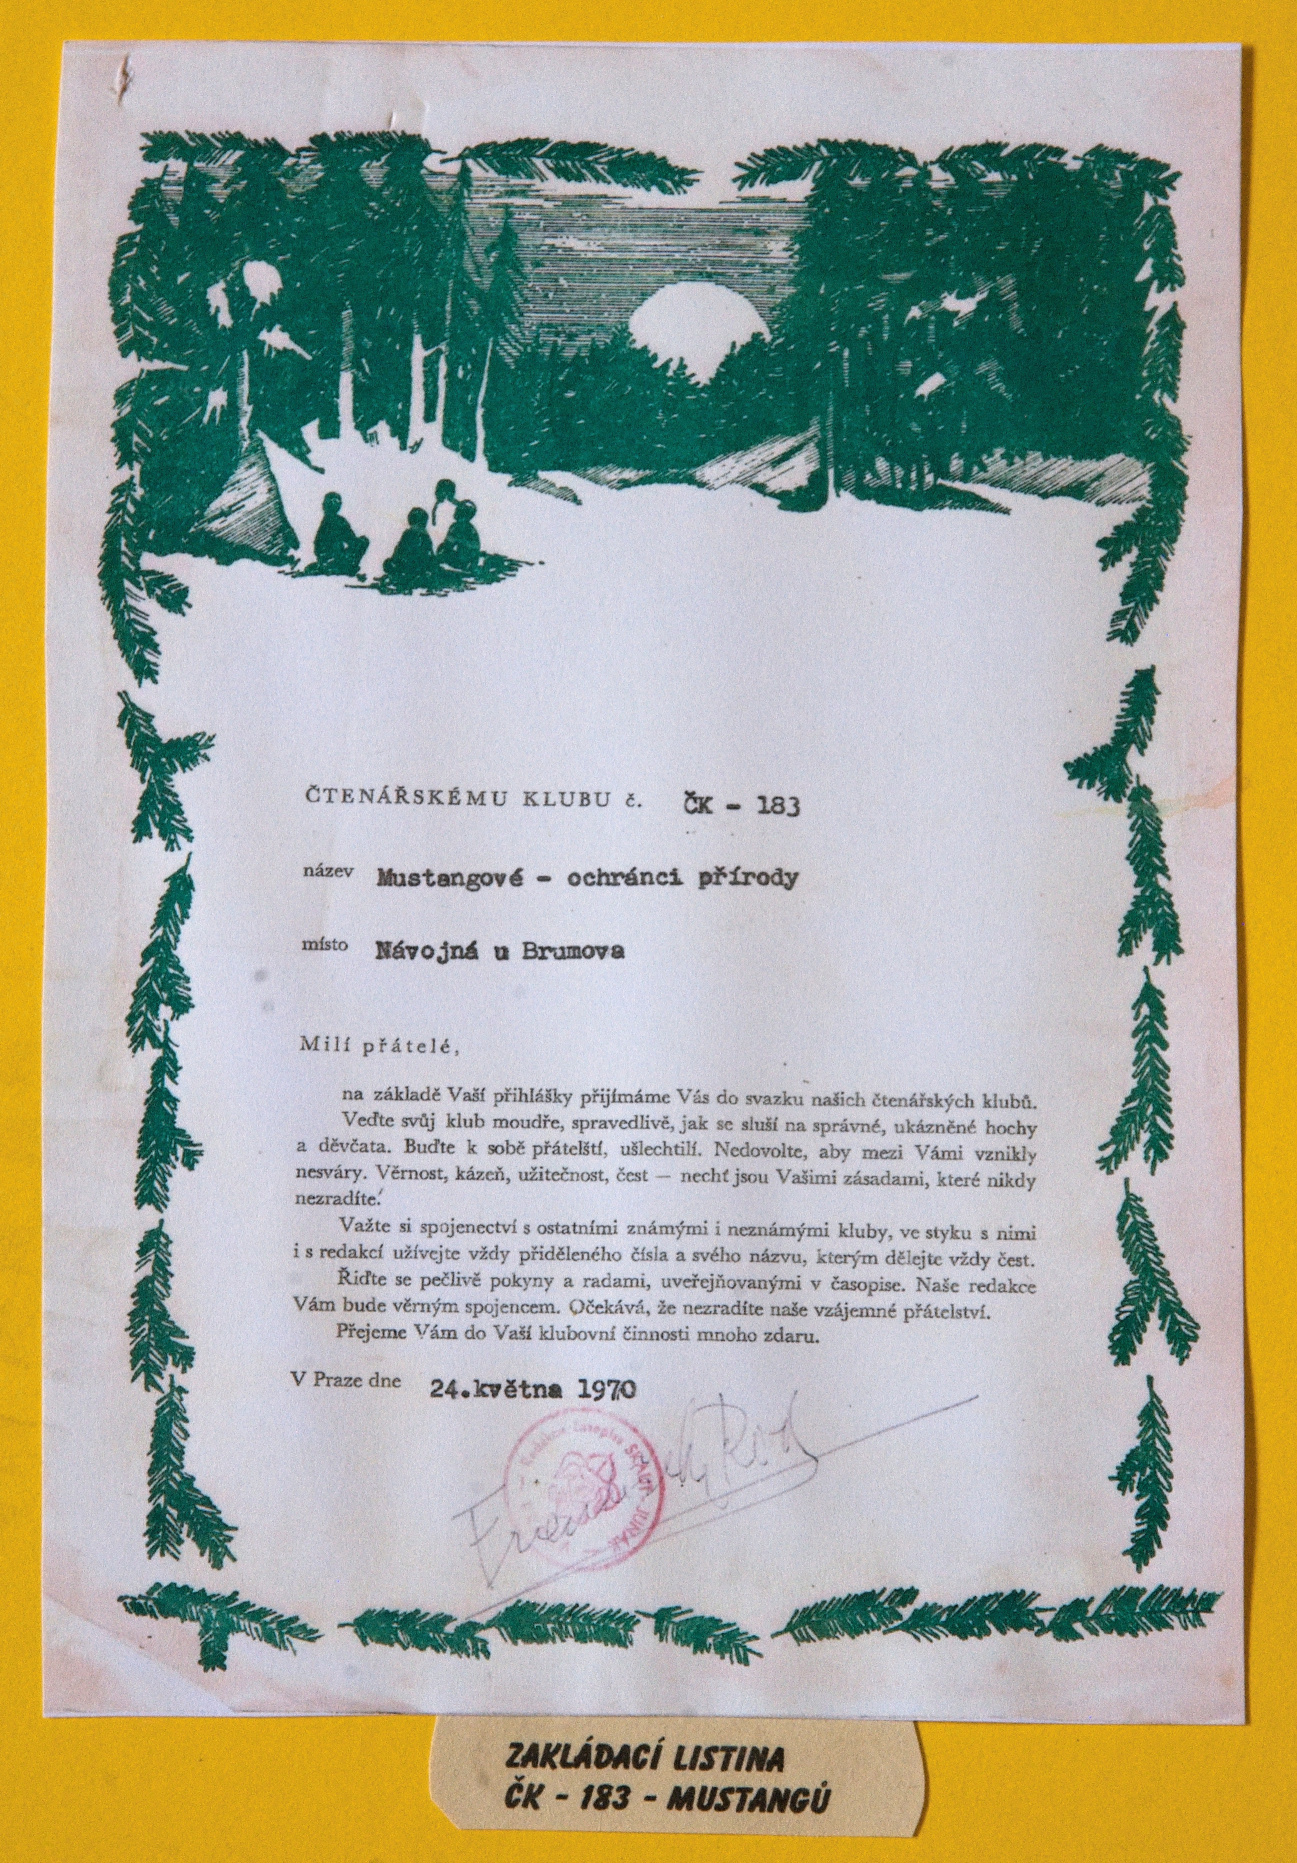 ČTENÁŘSKÉMU KLUBU č. ČK - 183
název Mustangové - ochránci přírody
místo Návojná u Brumova
Milí přátelé,
na základě Vaší přihlášky přijímáme Vás do svazku našich čtenářských klubů.
Veďte svůj klub moudře, spravedlivě, jak se sluší na správné, ukázněné hochy
a děvčata. Buďte k sobě přátelští, ušlechtilí. Nedovolte, aby mezi Vámi vznikly
nesváry. Věrnost, kázeň, užitečnost, čest — nechť jsou Vašimi zásadami, které nikdy
nezradíte!
Važte si spojenectví s ostatními známými i neznámými kluby, ve styku s nimi
i s redakcí užívejte vždy přiděleného čísla a svého názvu, kterým dělejte vždy čest.
Řiďte se pečlivě pokyny a radami, uveřejňovanými v časopise. Naše redakce
Vám bude věrným spojencem. Očekává, že nezradíte naše vzájemné přátelství.
Přejeme Vám do Vaší klubovní činnosti mnoho zdaru.
V Praze dne 24.května 1970
Redakce časopisu SKAUT - JUNÁK
ZAKLÁDACÍ LISTINA
ČK - 183 - MUSTANGŮ